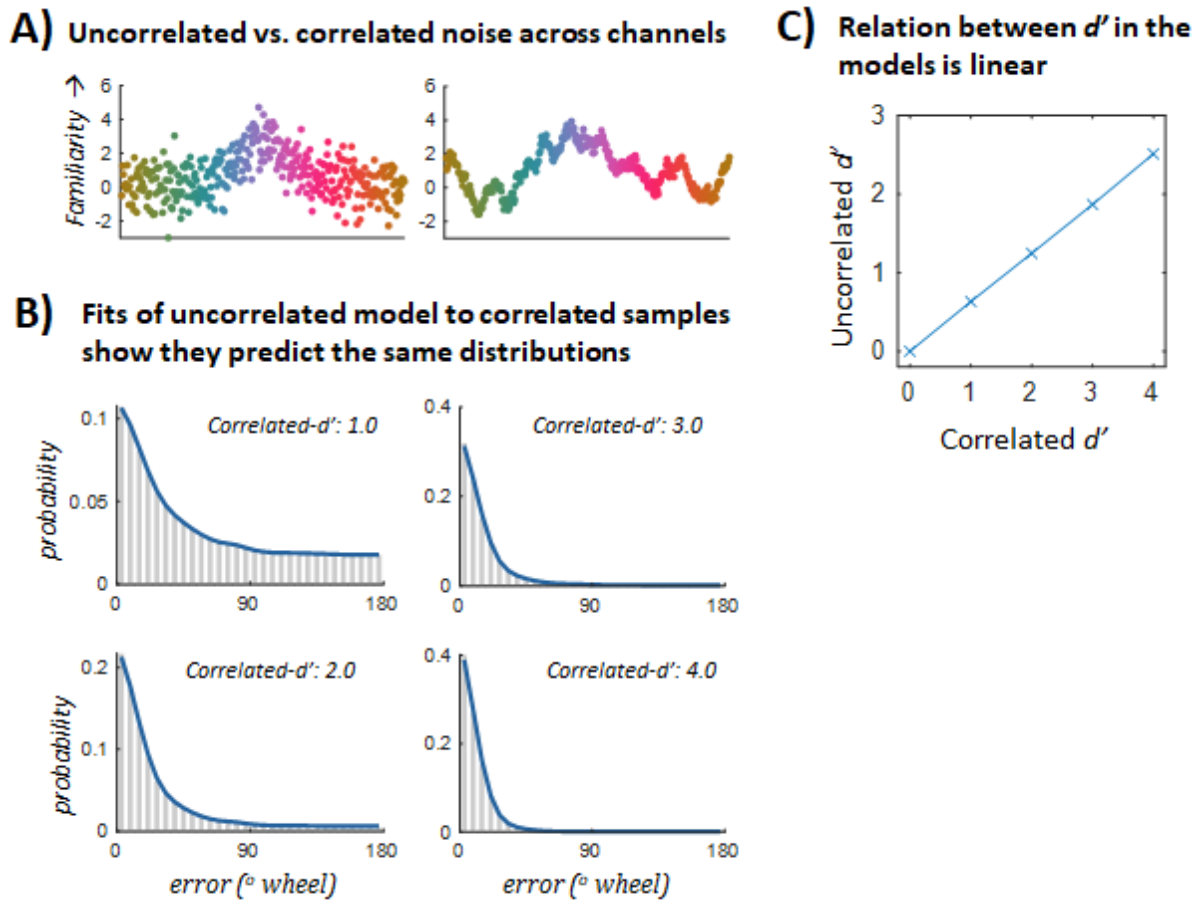 A) Uncorrelated vs. correlated noise across channels
Familiarity →
6
4
2
0
-2
6
4
2
0
-2
B) Fits of uncorrelated model to correlated samples
show they predict the same distributions
probability
0.1
0.05
0
Correlated-d′: 1.0
0
90
180
0.4
0.2
0
Correlated-d′: 3.0
0
90
180
probability
0.2
0.1
0
Correlated-d′: 2.0
0
90
180
error (° wheel)
0.4
0.2
0
Correlated-d′: 4.0
0
90
180
error (° wheel)
C) Relation between d′ in the
models is linear
Uncorrelated d′
3
2
1
0
0
1
2
3
4
Correlated d′